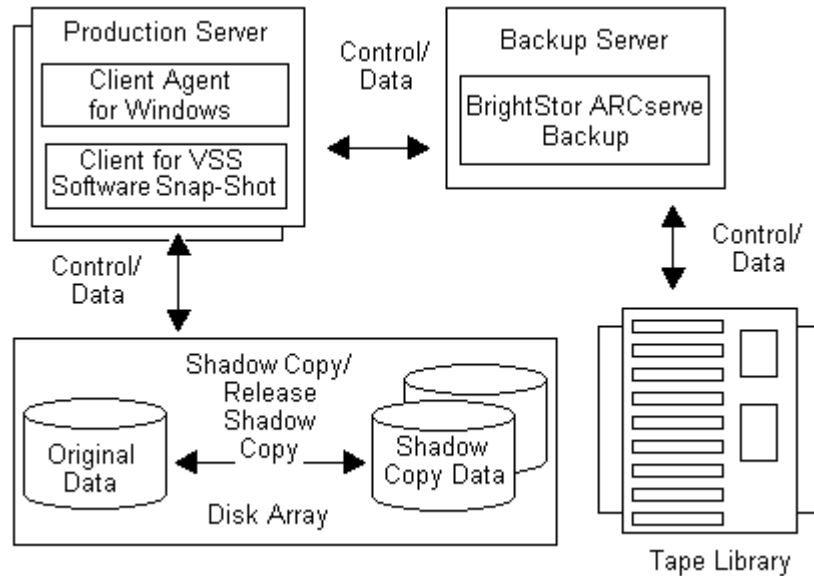 Production Server
Client Agent
for Windows
Client for VSS
Software Snap-Shot
Control/
Data
Backup Server
BrightStor ARCserve
Backup
Control/
Data
Control/
Data
Shadow Copy/
Release
Shadow
Copy
Original
Data
Shadow
Copy Data
Disk Array
Tape Library